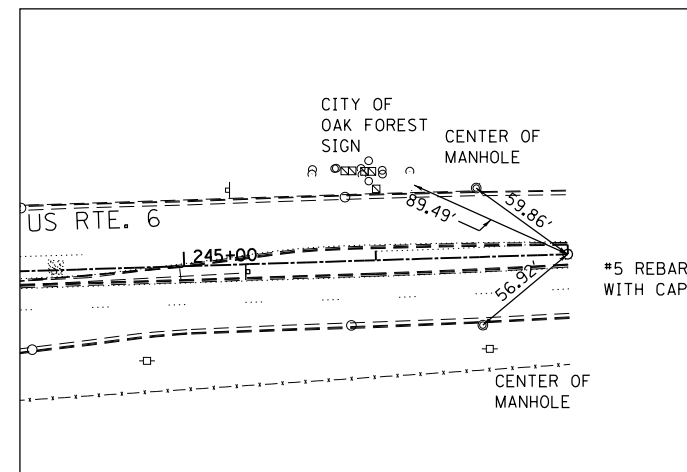 CITY OF
OAK FOREST
SIGN
CENTER OF
MANHOLE
59.86'
89.49'
US RTE. 6
245+00
#5 REBAR
WITH CAP
56.92'
CENTER OF
MANHOLE